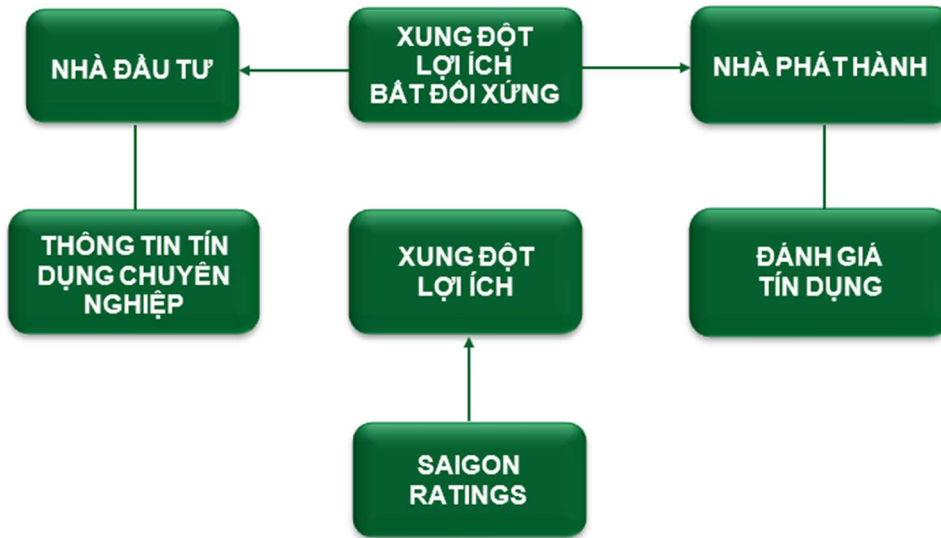 NHÀ ĐẦU TƯ
XUNG ĐỘT
LỢI ÍCH
BẤT ĐỐI XỨNG
NHÀ PHÁT HÀNH
THÔNG TIN TÍN
DỤNG CHUYÊN
NGHIỆP
XUNG ĐỘT
LỢI ÍCH
ĐÁNH GIÁ
TÍN DỤNG
SAIGON
RATINGS